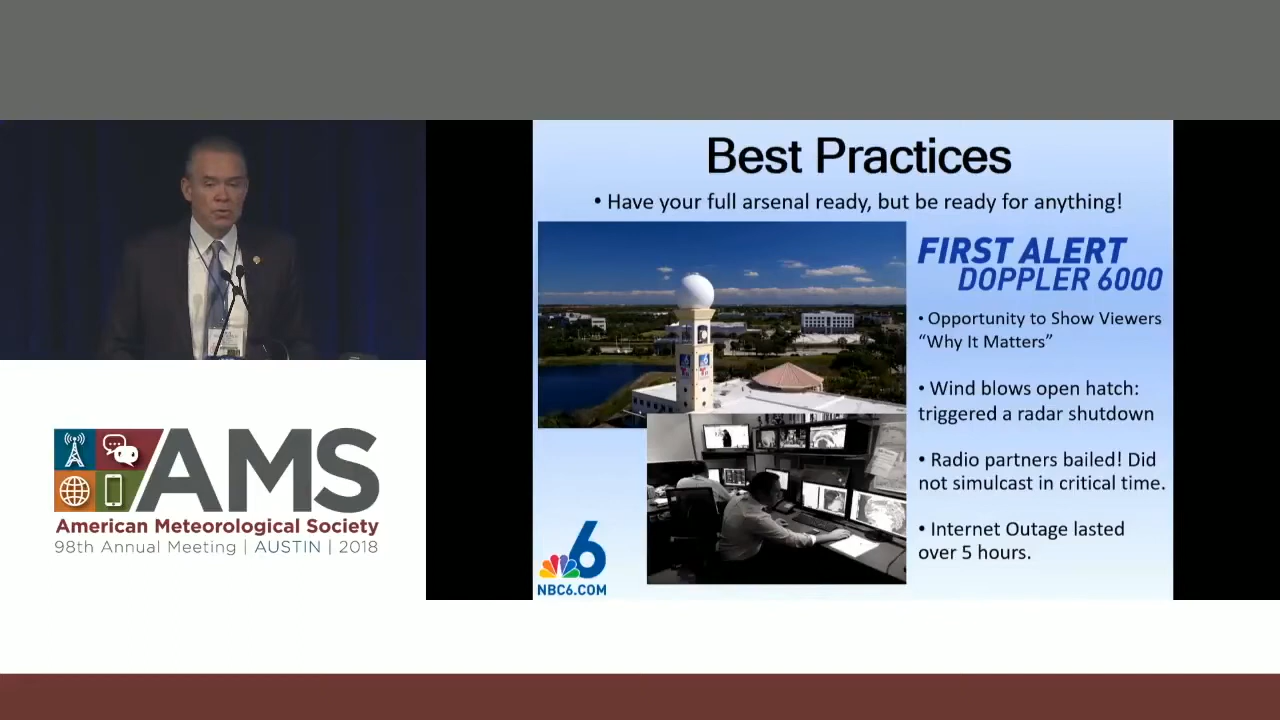 Best Practices
• Have your full arsenal ready, but be ready for anything!
FIRST ALERT
DOPPLER 6000
• Opportunity to Show Viewers
“Why It Matters”
• Wind blows open hatch:
triggered a radar shutdown
• Radio partners bailed! Did
not simulcast in critical time.
• Internet Outage lasted
over 5 hours.
6
NBC6.COM
AMS
American Meteorological Society
98th Annual Meeting | AUSTIN | 2018